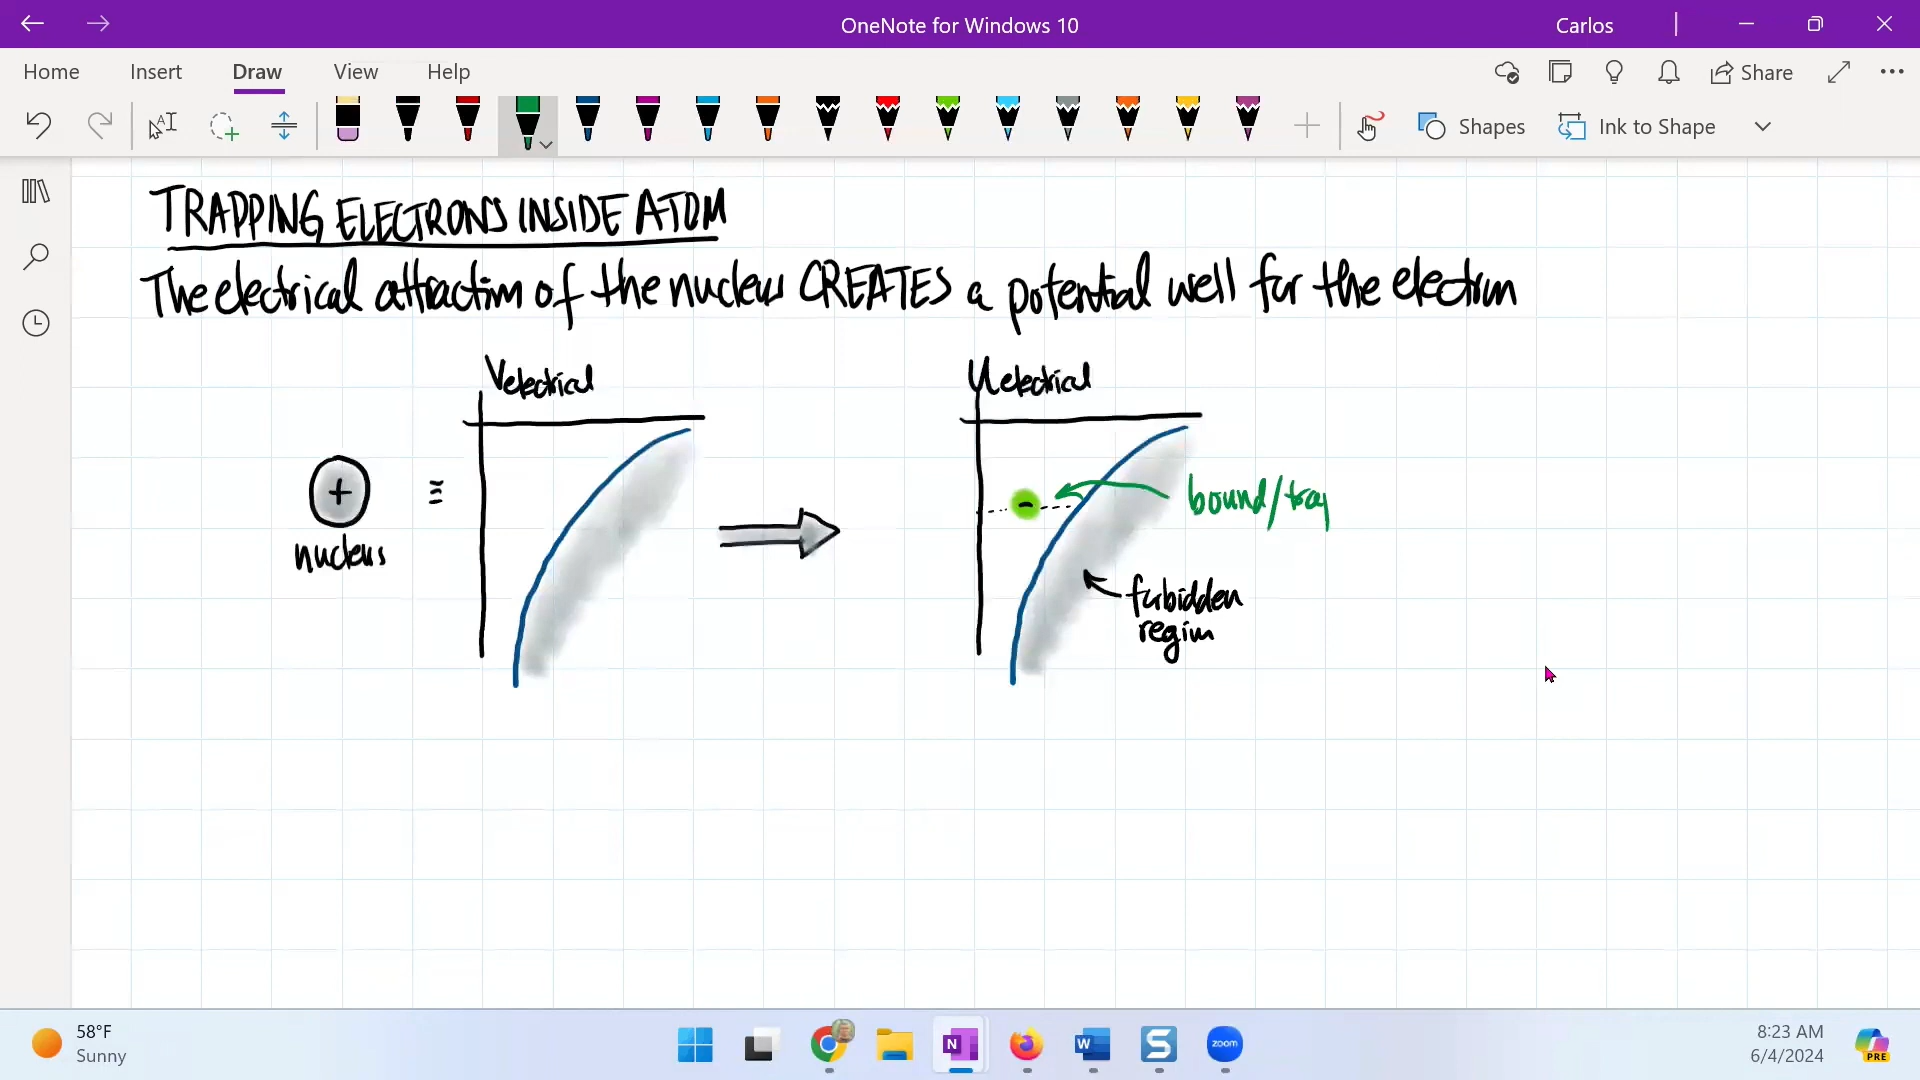 OneNote for Windows 10
Carlos
Home Insert Draw View Help
Share
Shapes Ink to Shape
TRAPPING ELECTRONS INSIDE ATOM
The electrical attraction of the nucleus CREATES a potential well for the electron
Velectrical
Uelectrical
+
≡
-
bound/trap
nucleus
forbidden
region
58°F
Sunny
zoom
8:23 AM
6/4/2024
PRE